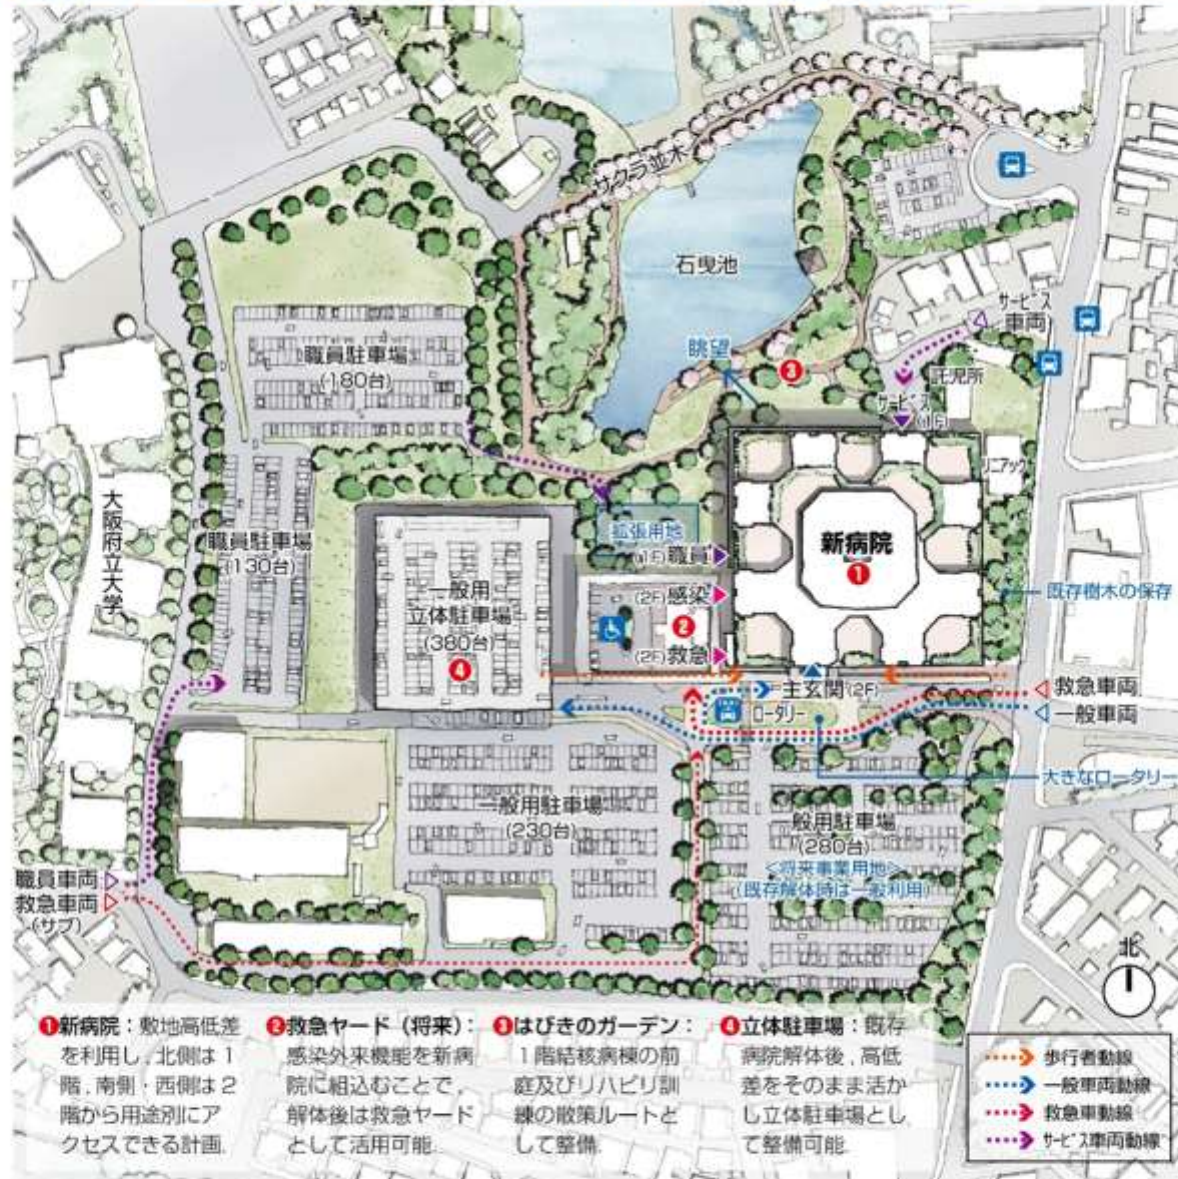 サクラ並木
石曳池
サービス
車両
眺望
❸
託児所
サービス
(1F)
職員駐車場
(180台)
リニアック
大阪府立大学
職員駐車場
(130台)
拡張用地
新病院
❶
(1F)職員
一般用
立体駐車場
(380台)
❹
(2F)感染
❷
(2F)救急
既存樹木の保存
主玄関(2F)
ロータリー
救急車両
一般車両
大きなロータリー
一般用駐車場
(230台)
一般用駐車場
(280台)
<将来事業用地>
(既存解体時は一般利用)
職員車両
救急車両
(サブ)
北
❶新病院：敷地高低差
を利用し、北側は1
階、南側・西側は2
階から用途別にア
クセスできる計画.
❷救急ヤード（将来）：
感染外来機能を新病
院に組込むことで、
解体後は救急ヤード
として活用可能.
❸はびきのガーデン：
1階結核病棟の前
庭及びリハビリ訓
練の散策ルートと
して整備.
❹立体駐車場：既存
病院解体後、高低
差をそのまま活か
し立体駐車場とし
て整備可能.
歩行者動線
一般車両動線
救急車動線
サービス車両動線